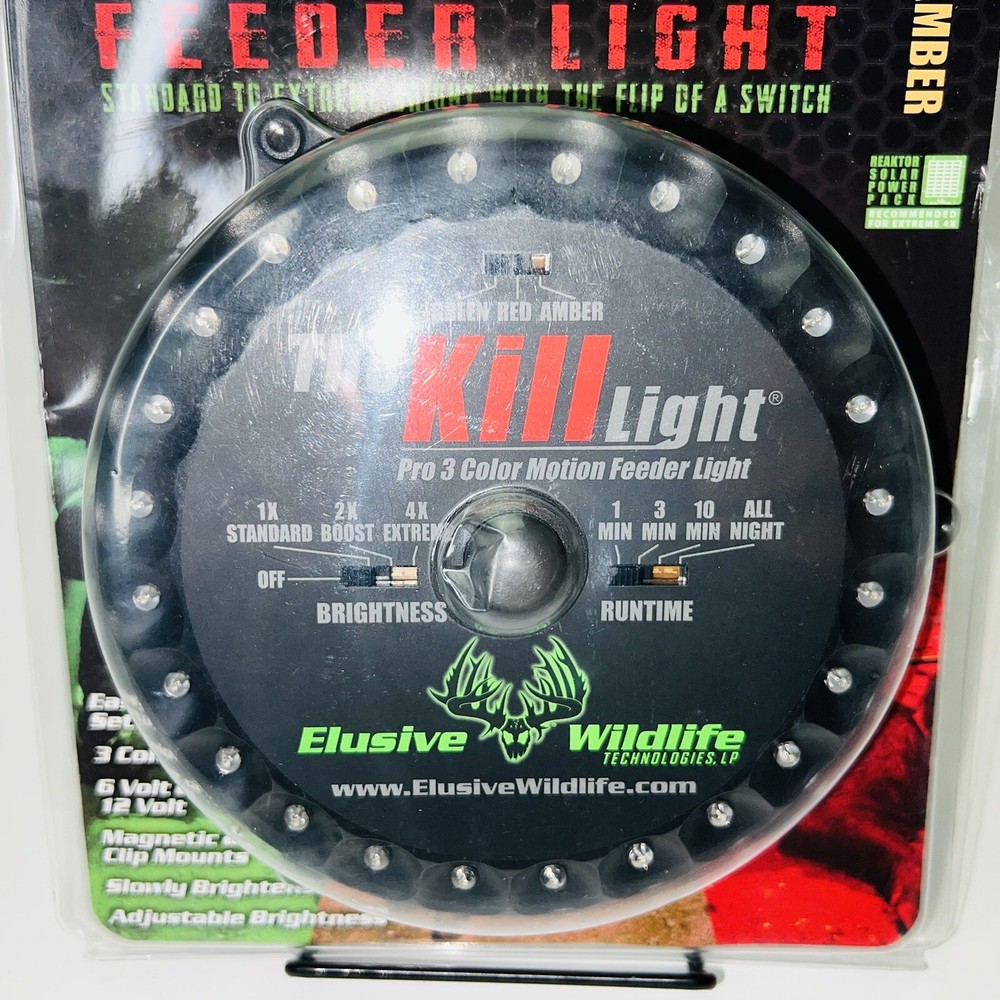 FEEDER LIGHT
STANDARD TO EXTREME BRIGHT WITH THE FLIP OF A SWITCH
AMBER
REAKTOR
SOLAR
POWER
PACK
RECOMMENDED
FOR EXTREME 4X
GREEN RED AMBER
Kill Light®
Pro 3 Color Motion Feeder Light
1X STANDARD 2X BOOST 4X EXTREME
OFF
BRIGHTNESS
1 MIN 3 MIN 10 MIN ALL NIGHT
RUNTIME
Elusive Wildlife
TECHNOLOGIES, LP
www.ElusiveWildlife.com
3
6 Volt
12 Volt
Magnetic
Clip Mounts
Slowly
Adjustable Brightness